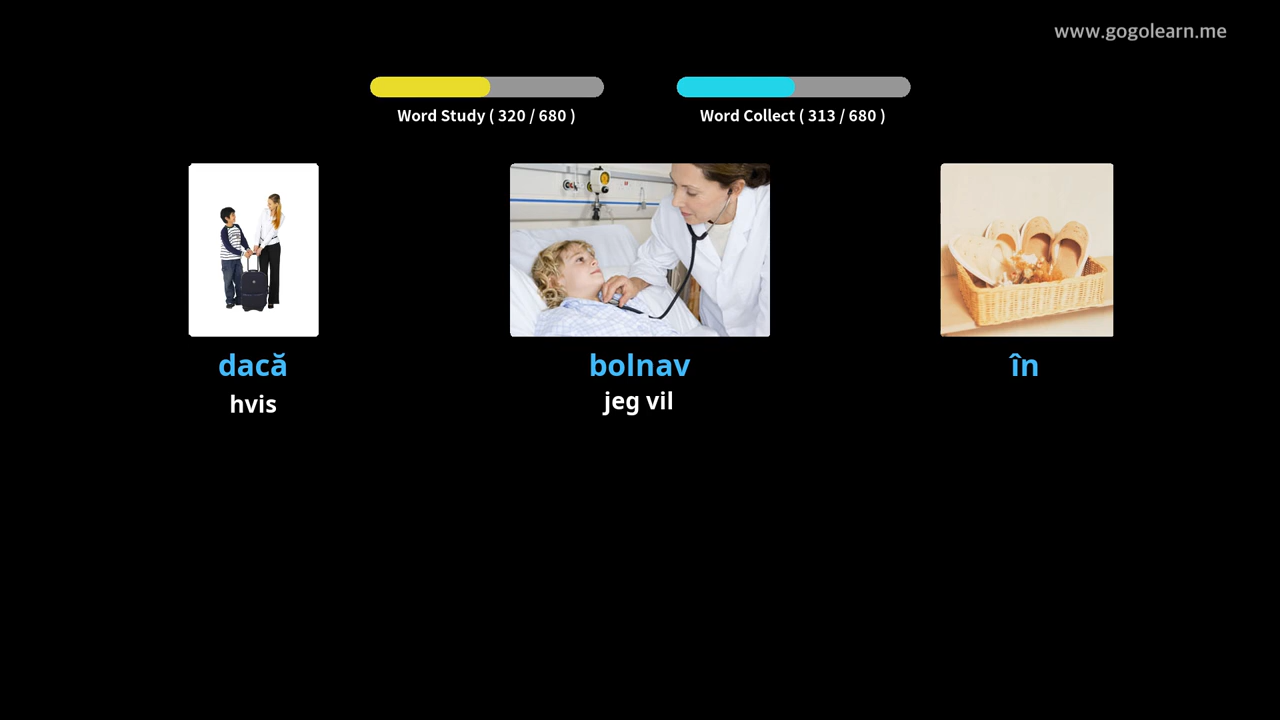 www.gogolearn.me
Word Study ( 320 / 680 )
Word Collect ( 313 / 680 )
dacă
hvis
bolnav
jeg vil
în